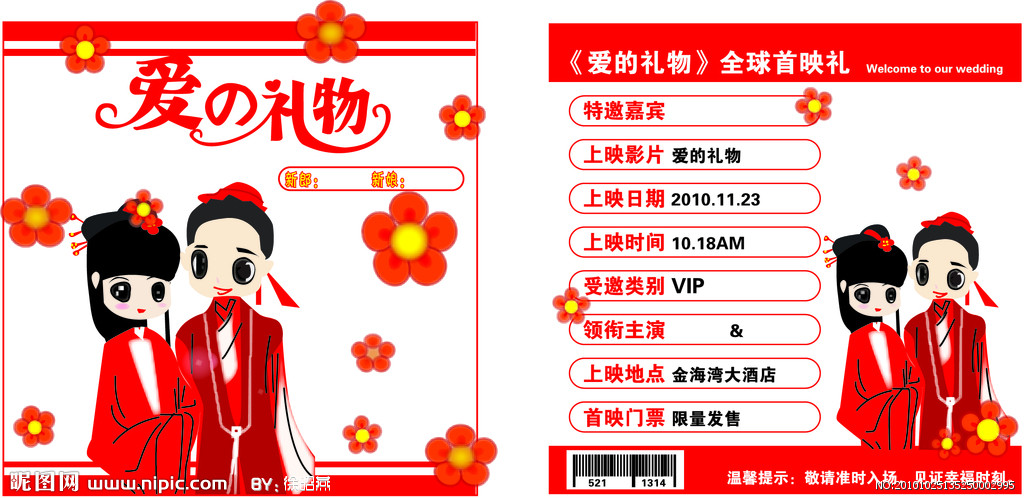 爱の礼物
新郎： 新娘：
昵图网 www.nipic.com BY: 徐绍燕
《爱的礼物》全球首映礼 Welcome to our wedding
特邀嘉宾
上映影片 爱的礼物
上映日期 2010.11.23
上映时间 10.18AM
受邀类别 VIP
领衔主演 &
上映地点 金海湾大酒店
首映门票 限量发售
521 1314
温馨提示：敬请准时入场，见证幸福时刻
NO:20101025135250002995